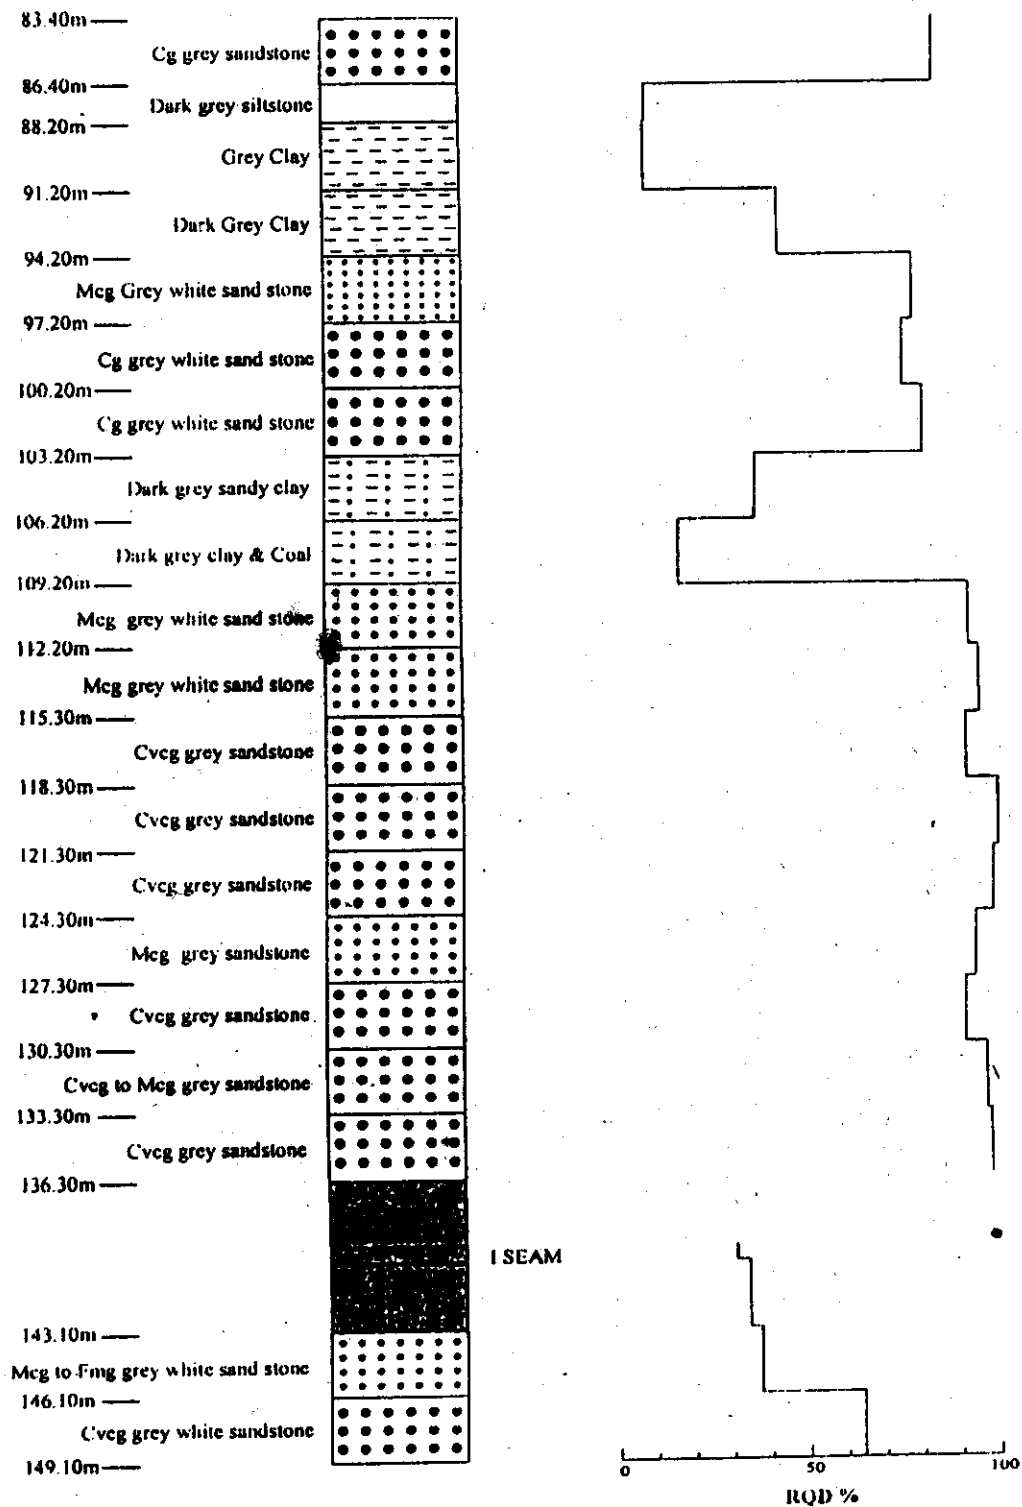 83.40m
Cg grey sandstone
86.40m
Dark grey siltstone
88.20m
Grey Clay
91.20m
Dark Grey Clay
94.20m
Mcg Grey white sand stone
97.20m
Cg grey white sand stone
100.20m
Cg grey white sand stone
103.20m
Dark grey sandy clay
106.20m
Dark grey clay & Coal
109.20m
Mcg grey white sand stone
112.20m
Mcg grey white sand stone
115.30m
Cvcg grey sandstone
118.30m
Cvcg grey sandstone
121.30m
Cvcg grey sandstone
124.30m
Mcg grey sandstone
127.30m
Cvcg grey sandstone
130.30m
Cvcg to Mcg grey sandstone
133.30m
Cvcg grey sandstone
136.30m
I SEAM
143.10m
Mcg to Fmg grey white sand stone
146.10m
Cvcg grey white sandstone
149.10m
0 50 100
RQD %